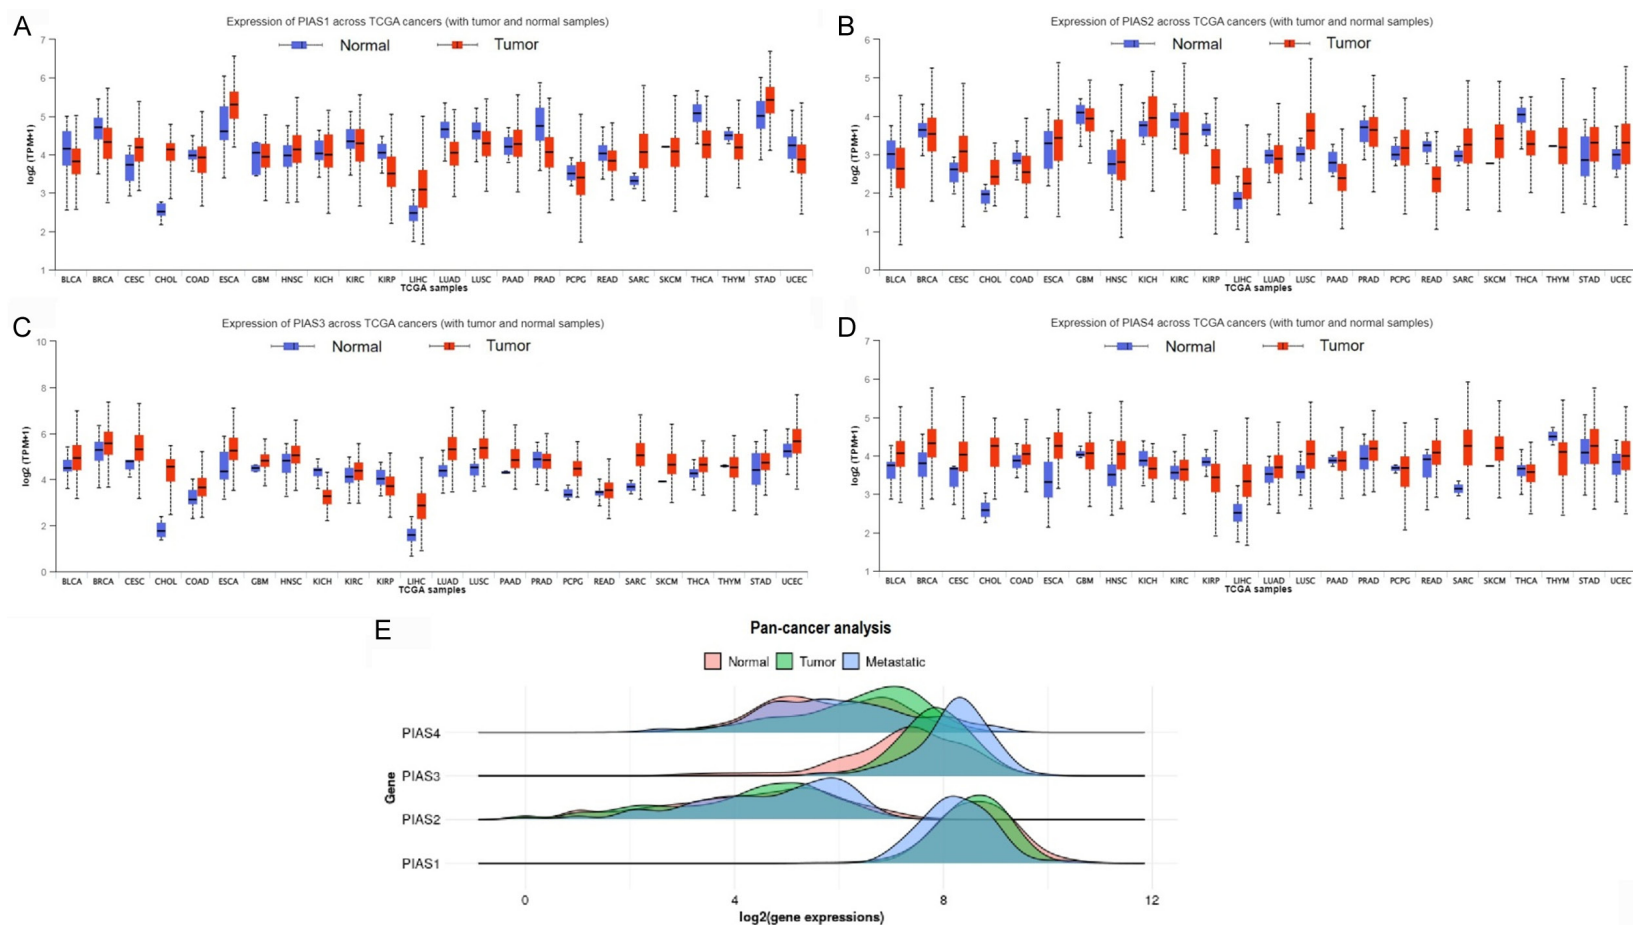 A
Expression of PIAS1 across TCGA cancers (with tumor and normal samples)
Normal Tumor
log2 (TPM+1)
7
6
5
4
3
2
1
BLCA BRCA CESC CHOL COAD ESCA GBM HNSC KICH KIRC KIRP LIHC LUAD LUSC PAAD PRAD PCPG READ SARC SKCM THCA THYM STAD UCEC
TCGA samples
B
Expression of PIAS2 across TCGA cancers (with tumor and normal samples)
Normal Tumor
log2 (TPM+1)
6
5
4
3
2
1
0
BLCA BRCA CESC CHOL COAD ESCA GBM HNSC KICH KIRC KIRP LIHC LUAD LUSC PAAD PRAD PCPG READ SARC SKCM THCA THYM STAD UCEC
TCGA samples
C
Expression of PIAS3 across TCGA cancers (with tumor and normal samples)
Normal Tumor
log2 (TPM+1)
10
8
6
4
2
0
BLCA BRCA CESC CHOL COAD ESCA GBM HNSC KICH KIRC KIRP LIHC LUAD LUSC PAAD PRAD PCPG READ SARC SKCM THCA THYM STAD UCEC
TCGA samples
D
Expression of PIAS4 across TCGA cancers (with tumor and normal samples)
Normal Tumor
log2 (TPM+1)
7
6
5
4
3
2
1
BLCA BRCA CESC CHOL COAD ESCA GBM HNSC KICH KIRC KIRP LIHC LUAD LUSC PAAD PRAD PCPG READ SARC SKCM THCA THYM STAD UCEC
TCGA samples
E
Pan-cancer analysis
Normal Tumor Metastatic
Gene
PIAS4
PIAS3
PIAS2
PIAS1
0 4 8 12
log2(gene expressions)